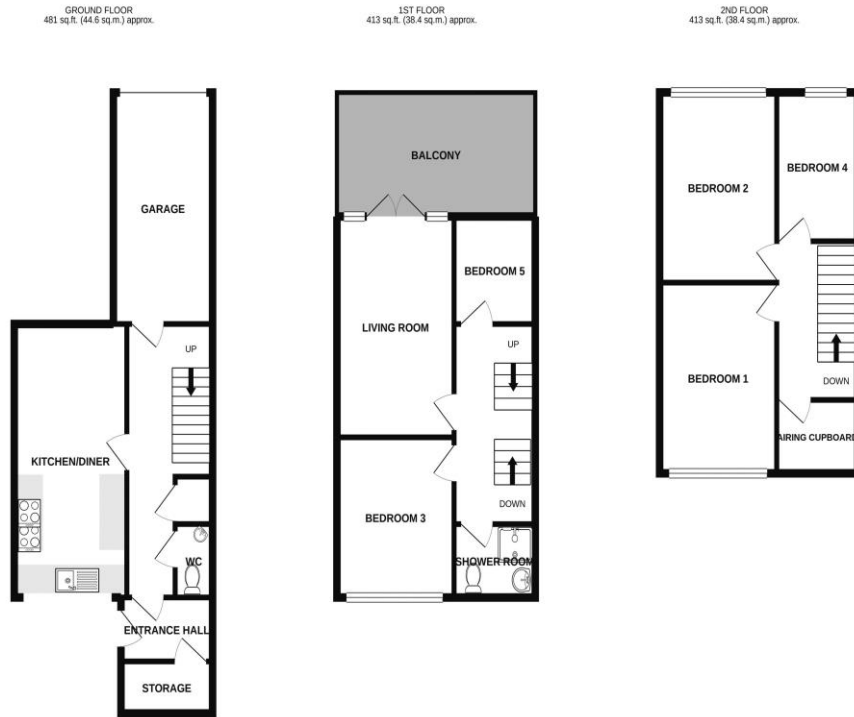 GROUND FLOOR
481 sq.ft. (44.6 sq.m.) approx.
1ST FLOOR
413 sq.ft. (38.4 sq.m.) approx.
2ND FLOOR
413 sq.ft. (38.4 sq.m.) approx.
GARAGE
UP
KITCHEN/DINER
WC
ENTRANCE HALL
STORAGE
BALCONY
BEDROOM 5
LIVING ROOM
UP
DOWN
BEDROOM 3
SHOWER ROOM
BEDROOM 2
BEDROOM 4
BEDROOM 1
DOWN
AIRING CUPBOARD